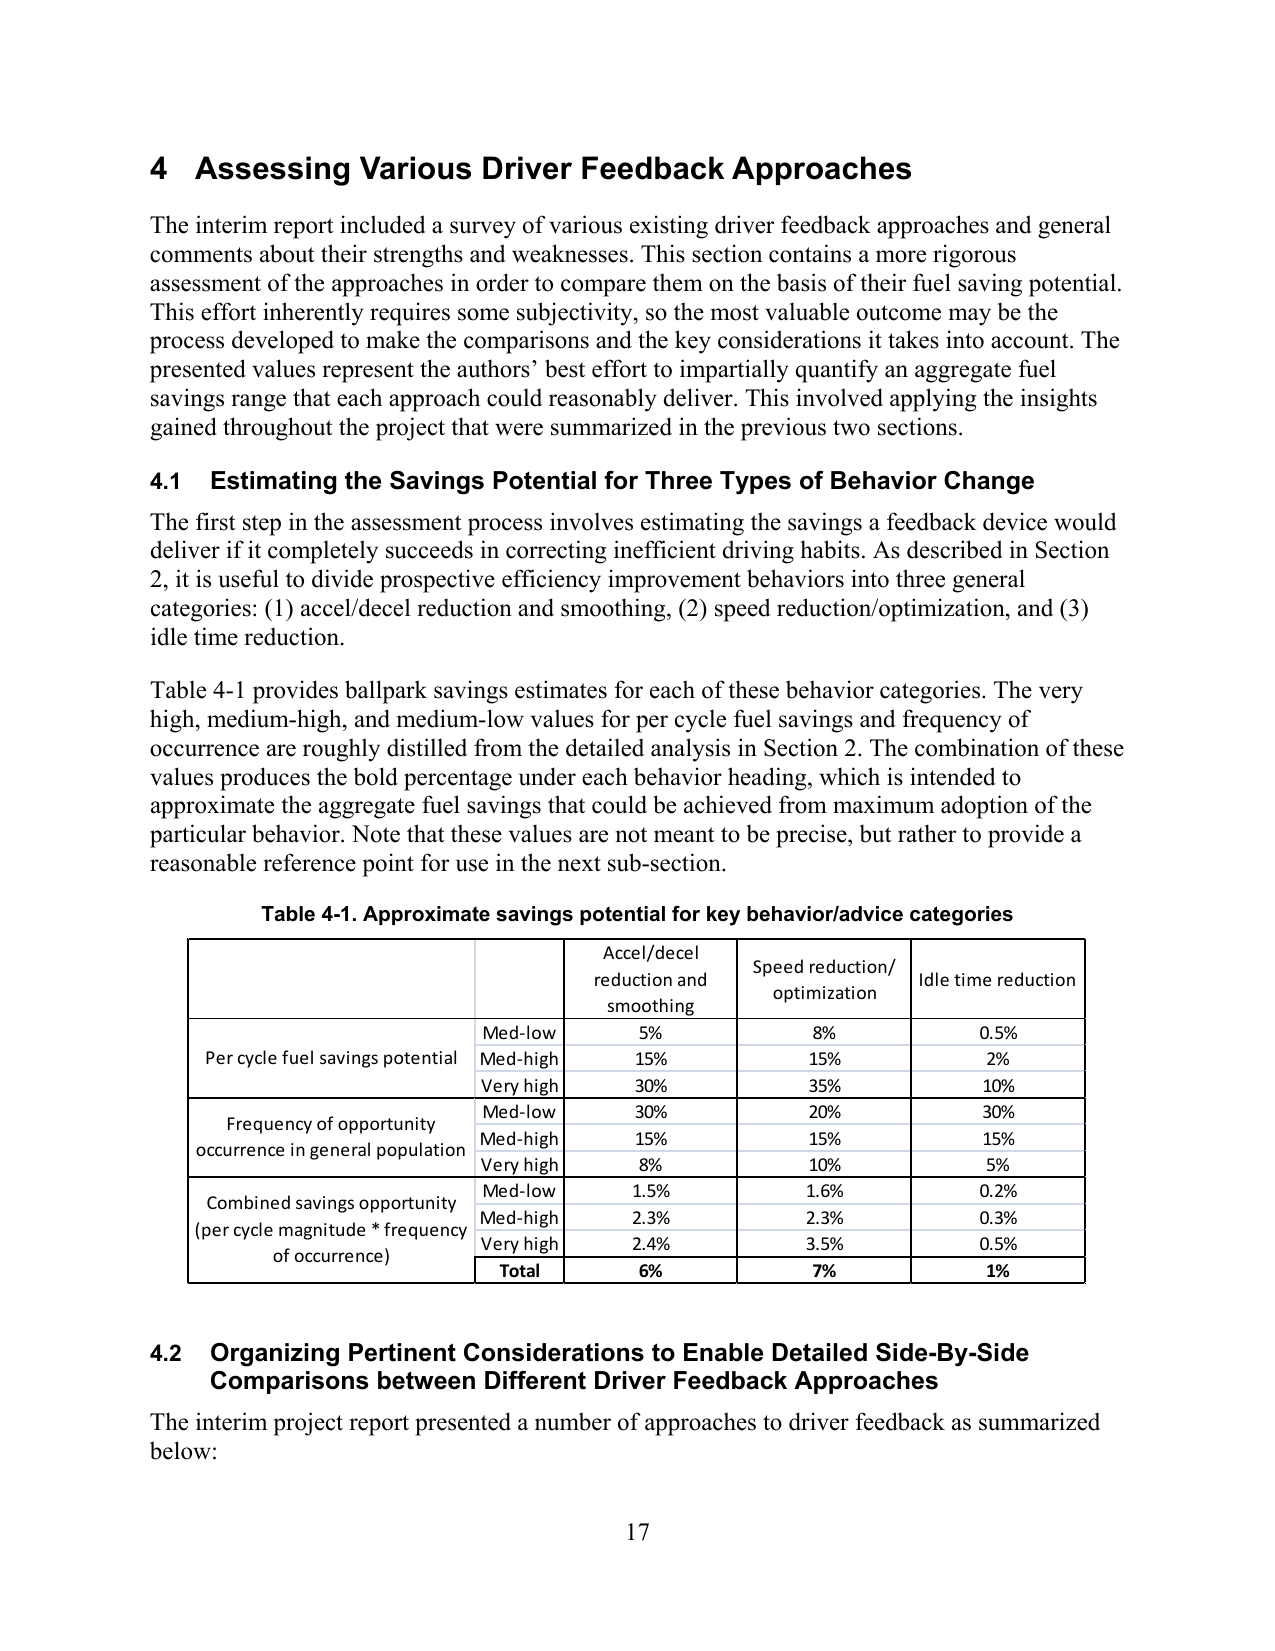 4 Assessing Various Driver Feedback Approaches
The interim report included a survey of various existing driver feedback approaches and general
comments about their strengths and weaknesses. This section contains a more rigorous
assessment of the approaches in order to compare them on the basis of their fuel saving potential.
This effort inherently requires some subjectivity, so the most valuable outcome may be the
process developed to make the comparisons and the key considerations it takes into account. The
presented values represent the authors’ best effort to impartially quantify an aggregate fuel
savings range that each approach could reasonably deliver. This involved applying the insights
gained throughout the project that were summarized in the previous two sections.
4.1 Estimating the Savings Potential for Three Types of Behavior Change
The first step in the assessment process involves estimating the savings a feedback device would
deliver if it completely succeeds in correcting inefficient driving habits. As described in Section
2, it is useful to divide prospective efficiency improvement behaviors into three general
categories: (1) accel/decel reduction and smoothing, (2) speed reduction/optimization, and (3)
idle time reduction.
Table 4-1 provides ballpark savings estimates for each of these behavior categories. The very
high, medium-high, and medium-low values for per cycle fuel savings and frequency of
occurrence are roughly distilled from the detailed analysis in Section 2. The combination of these
values produces the bold percentage under each behavior heading, which is intended to
approximate the aggregate fuel savings that could be achieved from maximum adoption of the
particular behavior. Note that these values are not meant to be precise, but rather to provide a
reasonable reference point for use in the next sub-section.
Table 4-1. Approximate savings potential for key behavior/advice categories
Accel/decel
reduction and
smoothing
Speed reduction/
optimization
Idle time reduction
Per cycle fuel savings potential
Med-low 5% 8% 0.5%
Med-high 15% 15% 2%
Very high 30% 35% 10%
Frequency of opportunity
occurrence in general population
Med-low 30% 20% 30%
Med-high 15% 15% 15%
Very high 8% 10% 5%
Combined savings opportunity
(per cycle magnitude * frequency
of occurrence)
Med-low 1.5% 1.6% 0.2%
Med-high 2.3% 2.3% 0.3%
Very high 2.4% 3.5% 0.5%
Total 6% 7% 1%
4.2 Organizing Pertinent Considerations to Enable Detailed Side-By-Side
Comparisons between Different Driver Feedback Approaches
The interim project report presented a number of approaches to driver feedback as summarized
below:
17